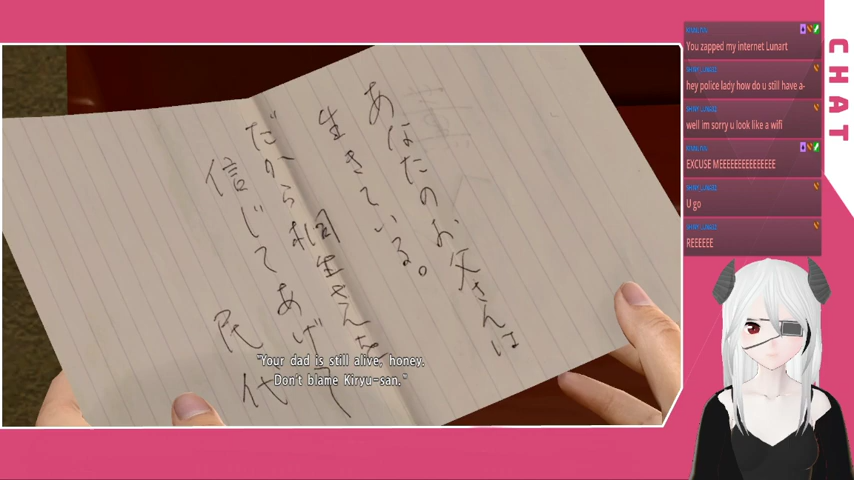 あなたのお父さんは
生きている。
だから桐生さんを
信じてあげて
民代
"Your dad is still alive, honey.
Don't blame Kiryu-san."
CHAT
You zapped my internet Lunart
hey police lady how do u still have a-
well im sorry u look like a wifi
EXCUSE MEEEEEEEEEEEEEEE
U go
REEEEEE